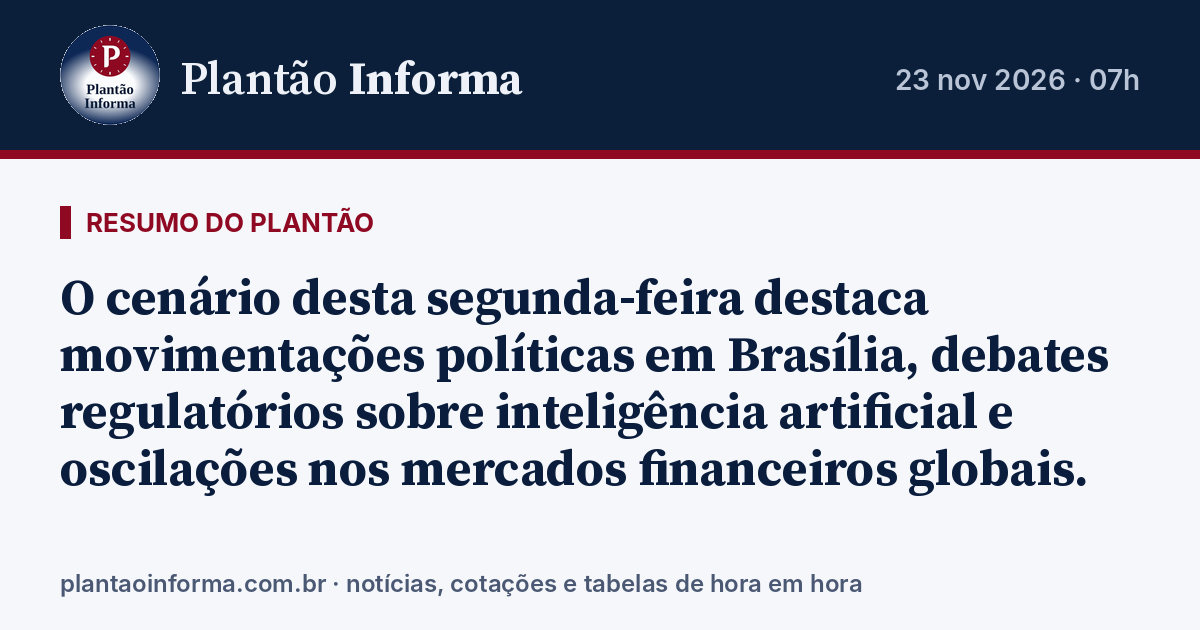 P
Plantão
Informa
Plantão Informa
23 nov 2026 · 07h
RESUMO DO PLANTÃO
O cenário desta segunda-feira destaca
movimentações políticas em Brasília, debates
regulatórios sobre inteligência artificial e
oscilações nos mercados financeiros globais.
plantaoinforma.com.br · notícias, cotações e tabelas de hora em hora